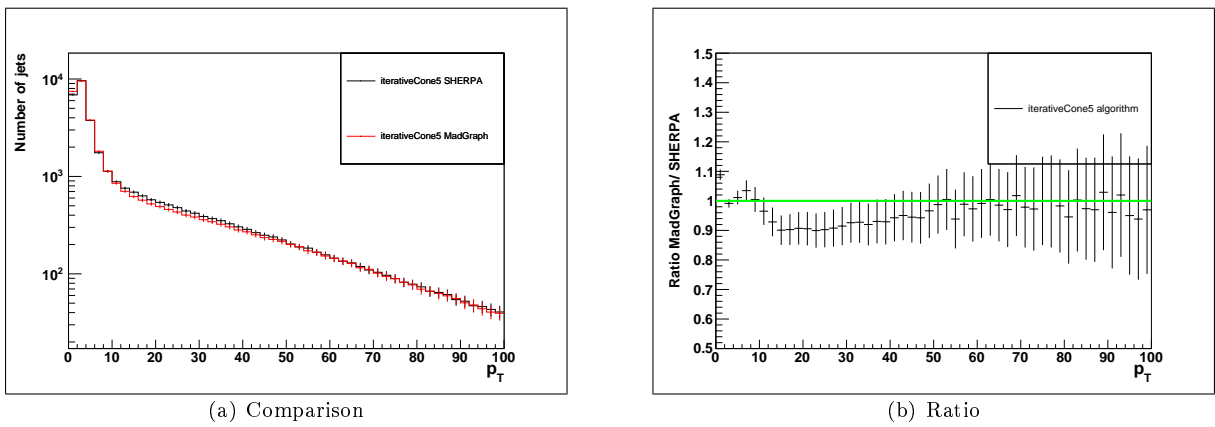 Number of jets
10⁴
10³
10²
iterativeCone5 SHERPA
iterativeCone5 MadGraph
0 10 20 30 40 50 60 70 80 90 100
p_T
(a) Comparison
Ratio MadGraph/ SHERPA
1.5
1.4
1.3
1.2
1.1
1
0.9
0.8
0.7
0.6
0.5
iterativeCone5 algorithm
0 10 20 30 40 50 60 70 80 90 100
p_T
(b) Ratio